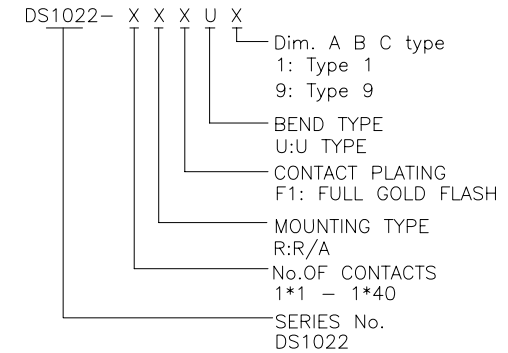 DS1022- X X X U X
Dim. A B C type
1: Type 1
9: Type 9
BEND TYPE
U:U TYPE
CONTACT PLATING
F1: FULL GOLD FLASH
MOUNTING TYPE
R:R/A
No.OF CONTACTS
1*1 – 1*40
SERIES No.
DS1022